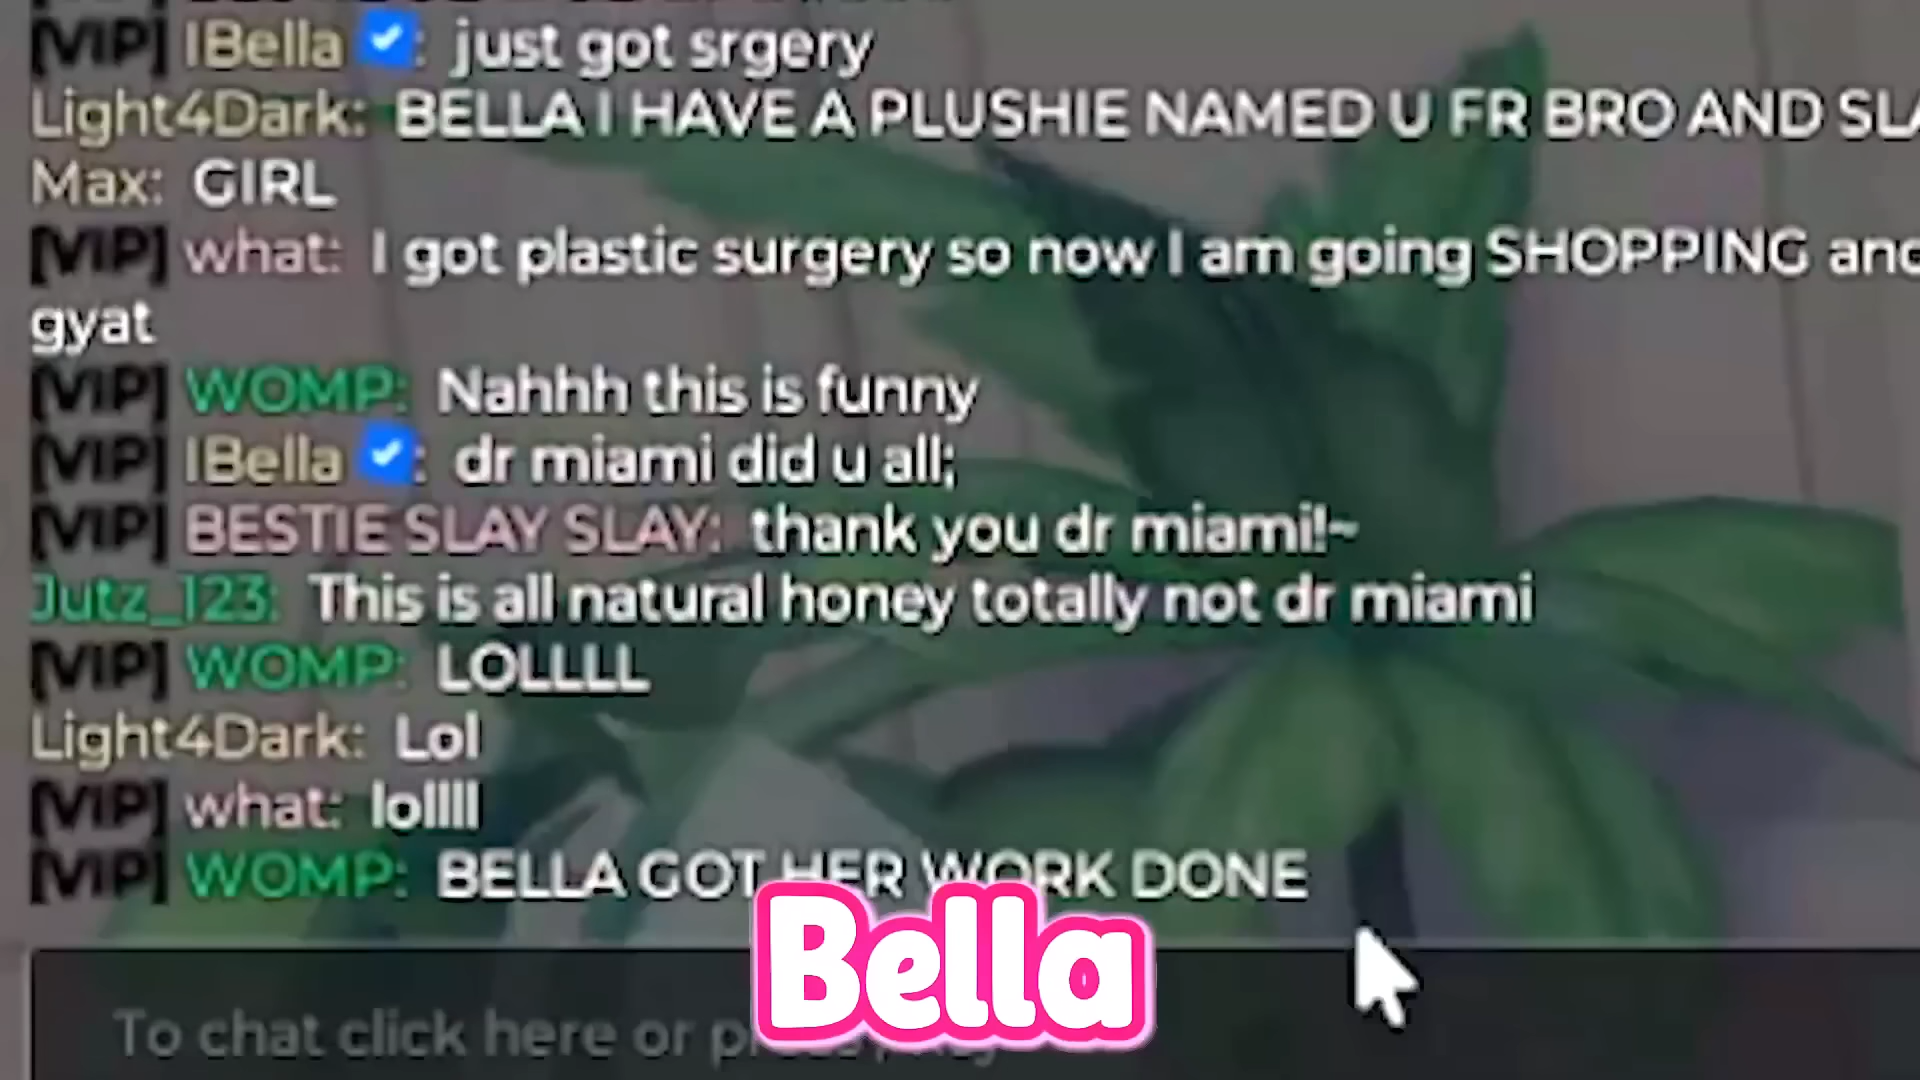 [VIP] IBella : just got srgery
Light4Dark: BELLA I HAVE A PLUSHIE NAMED U FR BRO AND
Max: GIRL
[VIP] what: I got plastic surgery so now I am going SHOPPING and
gyat
[VIP] WOMP: Nahhh this is funny
[VIP] IBella : dr miami did u all;
[VIP] BESTIE SLAY SLAY: thank you dr miami!~
Jutz_123: This is all natural honey totally not dr miami
[VIP] WOMP: LOLLLL
Light4Dark: Lol
[VIP] what: lollll
[VIP] WOMP: BELLA GOT HER WORK DONE
Bella
To chat click here or